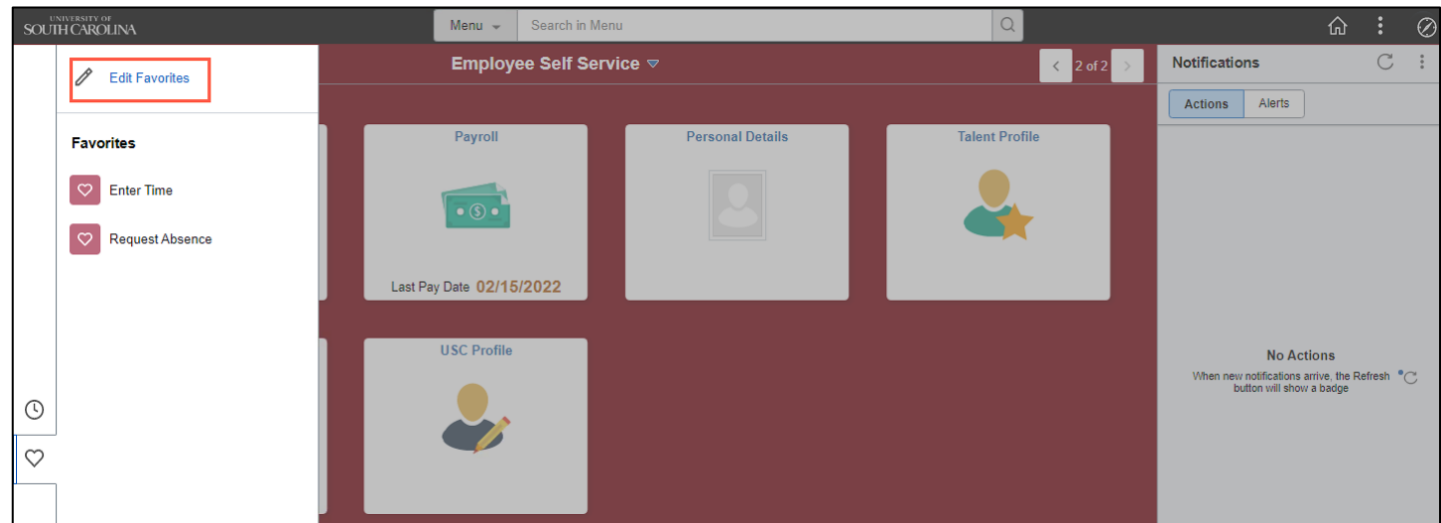 UNIVERSITY OF
SOUTH CAROLINA
Menu
Search in Menu
Edit Favorites
Favorites
Enter Time
Request Absence
Employee Self Service
2 of 2
Payroll
Last Pay Date 02/15/2022
Personal Details
Talent Profile
USC Profile
Notifications
Actions
Alerts
No Actions
When new notifications arrive, the Refresh
button will show a badge